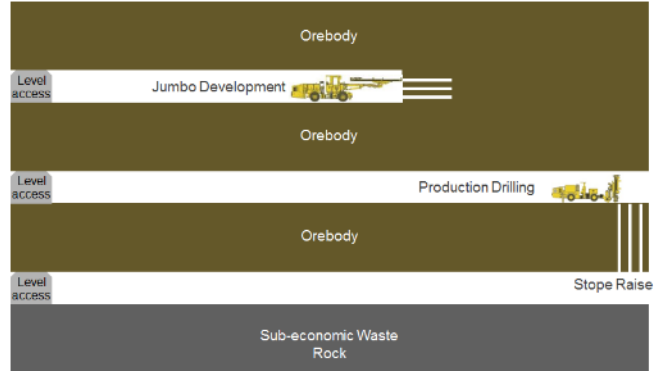 Orebody
Level
access
Jumbo Development
Orebody
Level
access
Production Drilling
Orebody
Level
access
Stope Raise
Sub-economic Waste
Rock